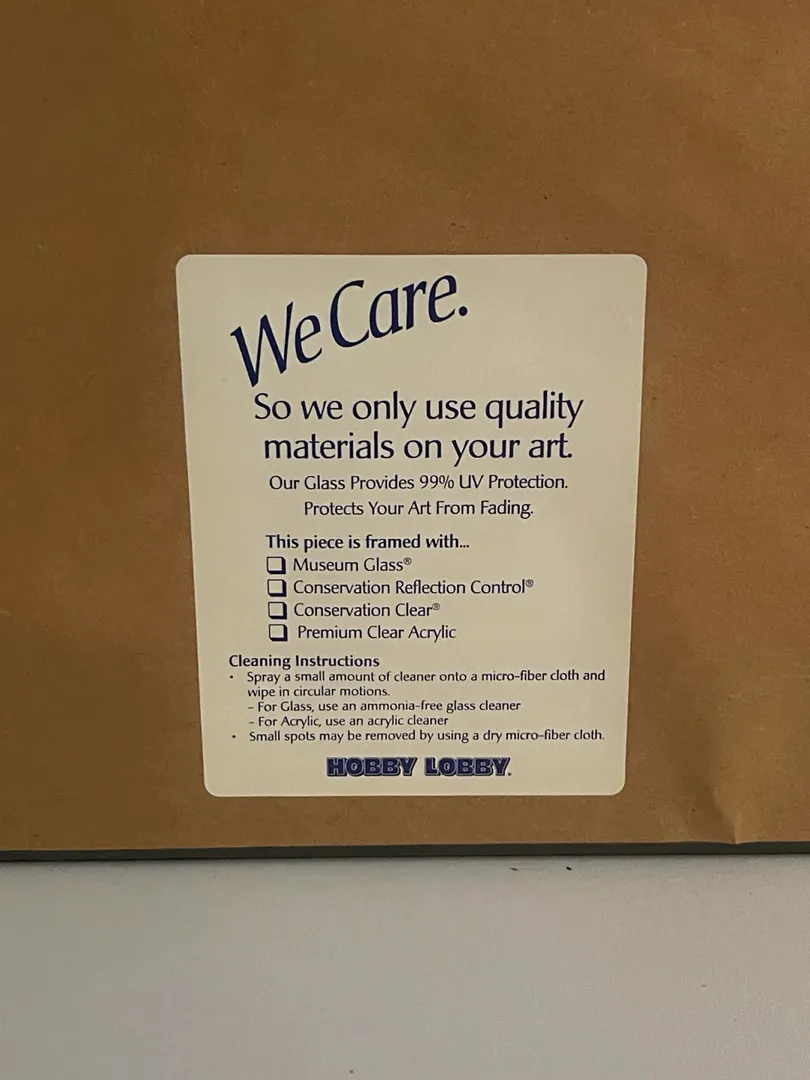 We Care.
So we only use quality
materials on your art.
Our Glass Provides 99% UV Protection.
Protects Your Art From Fading.
This piece is framed with...
❏ Museum Glass®
❏ Conservation Reflection Control®
❏ Conservation Clear®
❏ Premium Clear Acrylic
Cleaning Instructions
• Spray a small amount of cleaner onto a micro-fiber cloth and
wipe in circular motions.
– For Glass, use an ammonia-free glass cleaner
– For Acrylic, use an acrylic cleaner
• Small spots may be removed by using a dry micro-fiber cloth.
HOBBY LOBBY.